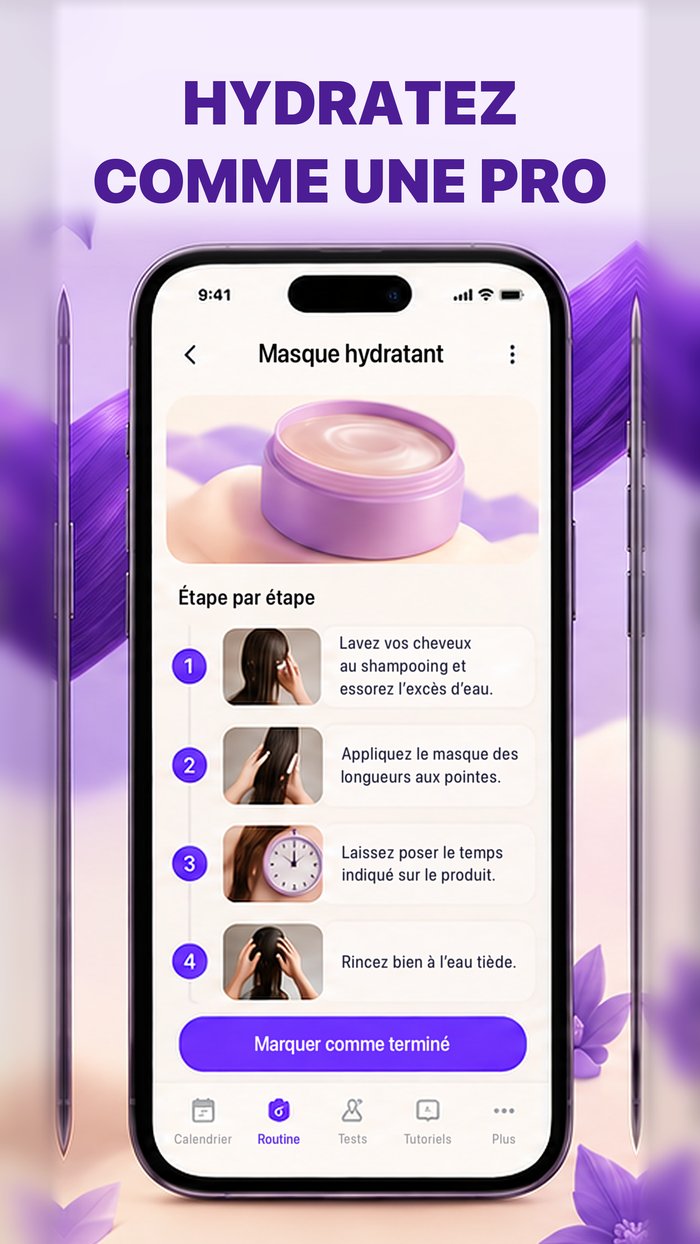 HYDRATEZ
COMME UNE PRO
9:41
Masque hydratant
Étape par étape
1
Lavez vos cheveux
au shampooing et
essorez l’excès d’eau.
2
Appliquez le masque des
longueurs aux pointes.
3
Laissez poser le temps
indiqué sur le produit.
4
Rincez bien à l’eau tiède.
Marquer comme terminé
Calendrier
Routine
Tests
Tutoriels
Plus